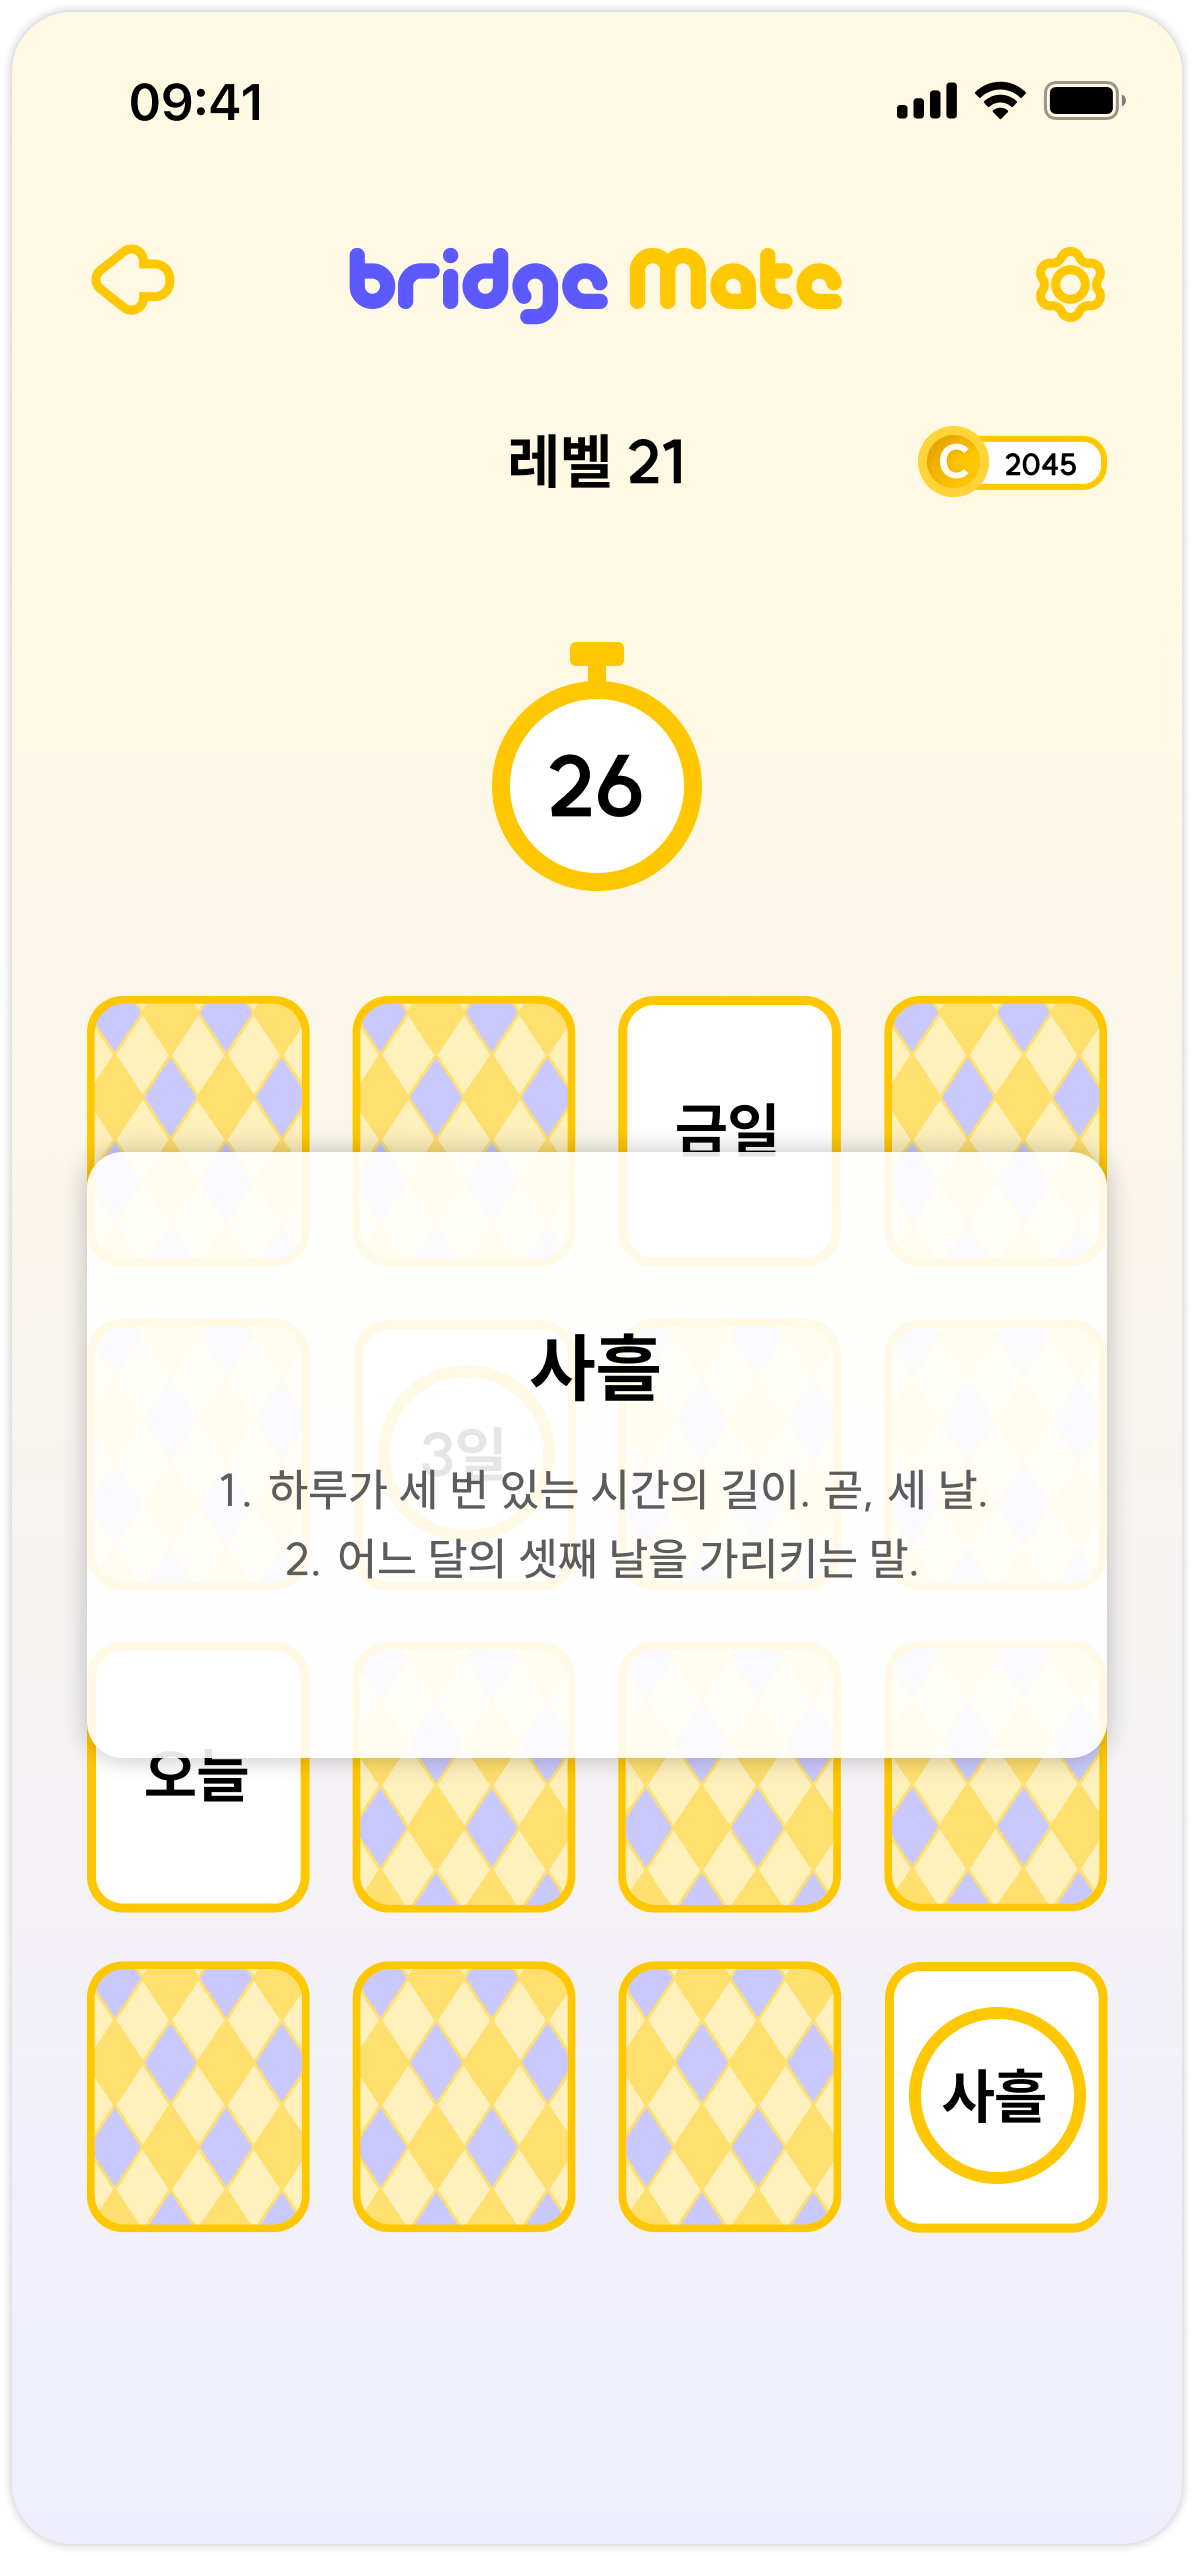 09:41
bridge Mate
레벨 21
C 2045
26
금일
사흘
3일
1. 하루가 세 번 있는 시간의 길이. 곧, 세 날.
2. 어느 달의 셋째 날을 가리키는 말.
오늘
사흘